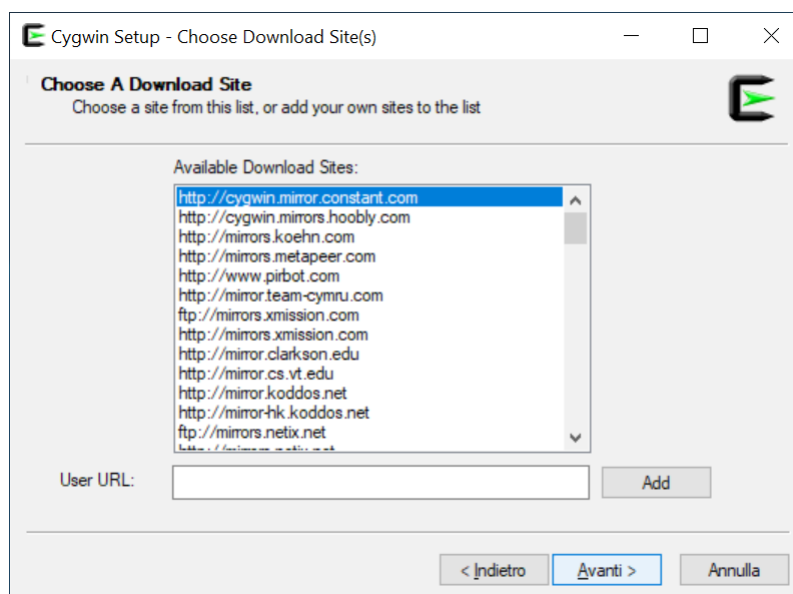 Cygwin Setup - Choose Download Site(s)
Choose A Download Site
Choose a site from this list, or add your own sites to the list
Available Download Sites:
http://cygwin.mirror.constant.com
http://cygwin.mirrors.hoobly.com
http://mirrors.koehn.com
http://mirrors.metapeer.com
http://www.pirbot.com
http://mirror.team-cymru.com
ftp://mirrors.xmission.com
http://mirrors.xmission.com
http://mirror.clarkson.edu
http://mirror.cs.vt.edu
http://mirror.koddos.net
http://mirror-hk.koddos.net
ftp://mirrors.netix.net
User URL:
Add
< Indietro
Avanti >
Annulla